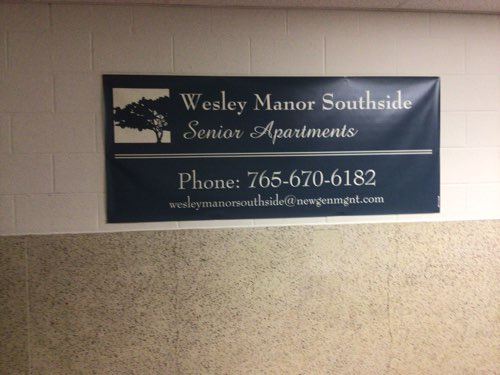 Wesley Manor Southside
Senior Apartments
Phone: 765-670-6182
wesleymanorsouthside@newgenmgnt.com